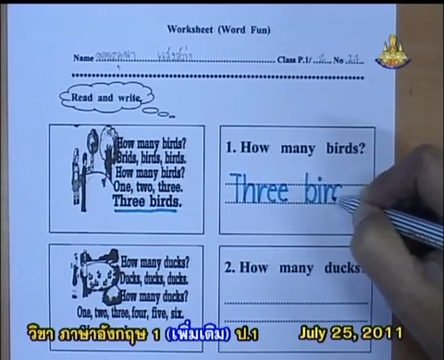 Worksheet (Word Fun)
Name Class P.1/ No
Read and write.
How many birds?
Brids, birds, birds.
How many birds?
One, two, three.
Three birds.
1. How many birds?
Three bir
How many ducks?
Ducks, ducks, ducks.
How many ducks?
One, two, three, four, five, six.
2. How many ducks
วิชา ภาษาอังกฤษ 1 (เพิ่มเติม) ป.1 July 25, 2011